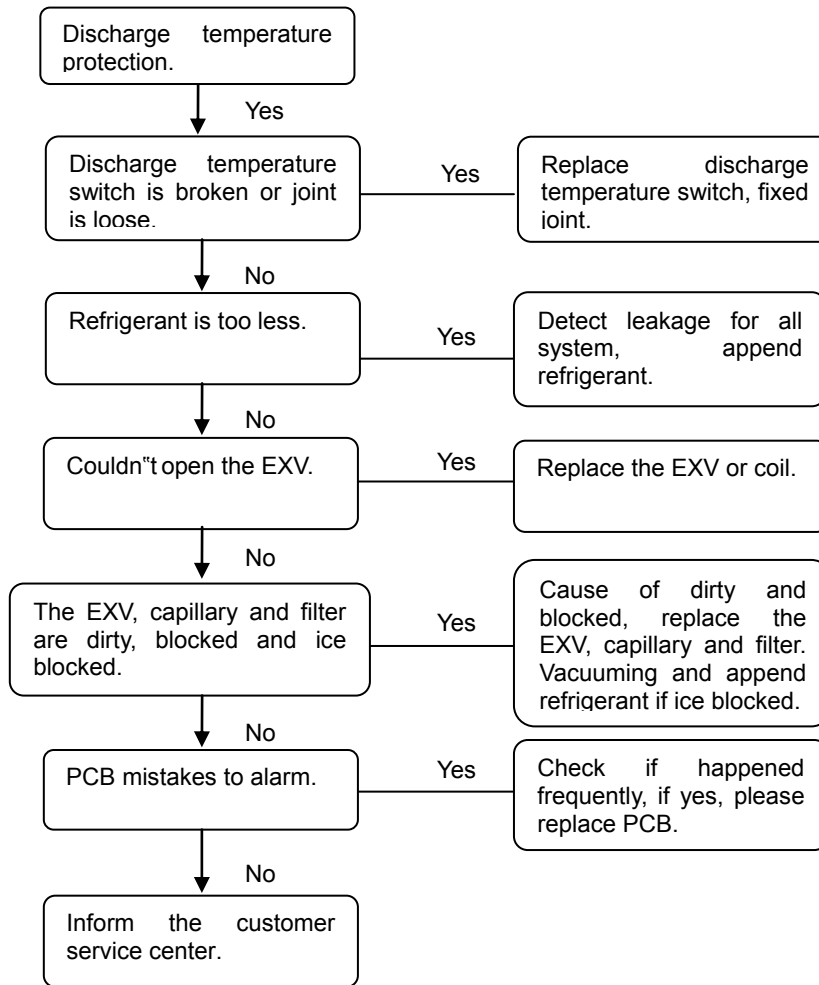 Discharge temperature
protection.
Yes
Discharge temperature
switch is broken or joint
is loose.
Yes
Replace discharge
temperature switch, fixed
joint.
No
Refrigerant is too less.
Yes
Detect leakage for all
system, append
refrigerant.
No
Couldn‟t open the EXV.
Yes
Replace the EXV or coil.
No
The EXV, capillary and filter
are dirty, blocked and ice
blocked.
Yes
Cause of dirty and
blocked, replace the
EXV, capillary and filter.
Vacuuming and append
refrigerant if ice blocked.
No
PCB mistakes to alarm.
Yes
Check if happened
frequently, if yes, please
replace PCB.
No
Inform the customer
service center.